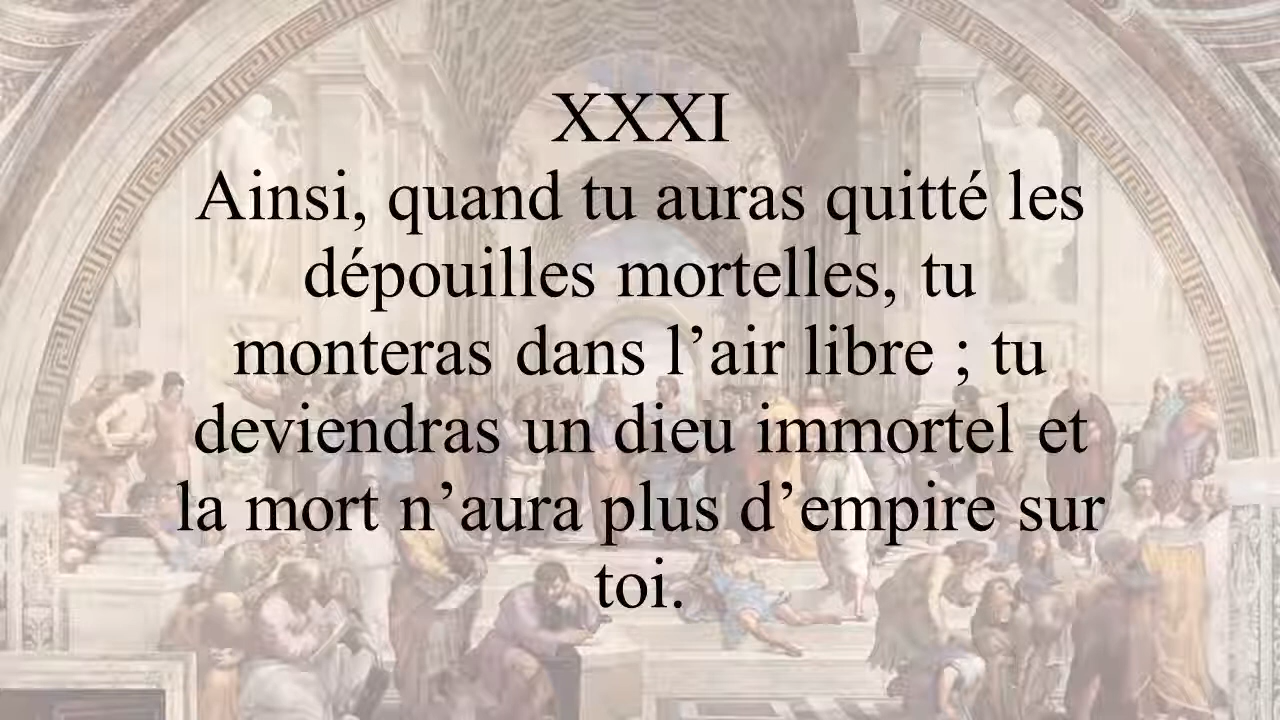 XXXI
Ainsi, quand tu auras quitté les
dépouilles mortelles, tu
monteras dans l’air libre ; tu
deviendras un dieu immortel et
la mort n’aura plus d’empire sur
toi.